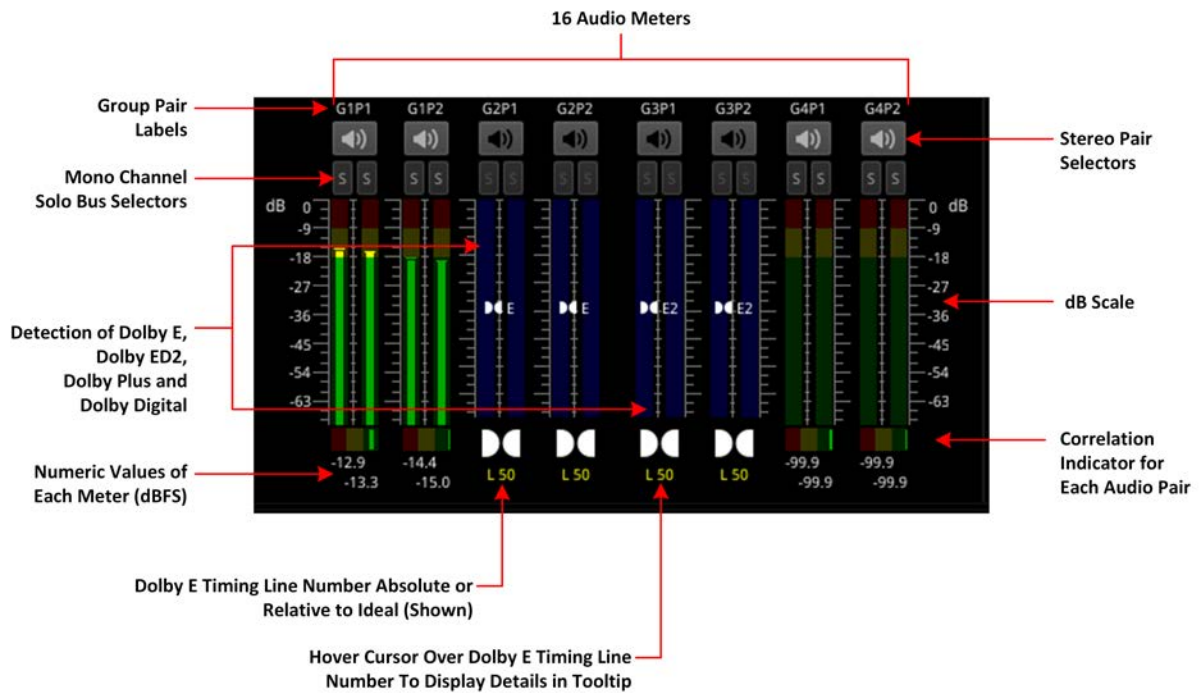 16 Audio Meters
Group Pair
Labels
G1P1 G1P2 G2P1 G2P2 G3P1 G3P2 G4P1 G4P2
Stereo Pair
Selectors
Mono Channel
Solo Bus Selectors
S S S S S S S S S S S S S S S S
dB 0 0 dB
-9 -9
-18 -18
-27 -27
E E E2 E2
-36 -36
-45 -45
-54 -54
-63 -63
dB Scale
Detection of Dolby E,
Dolby ED2,
Dolby Plus and
Dolby Digital
Correlation
Indicator for
Each Audio Pair
Numeric Values of
Each Meter (dBFS)
-12.9 -14.4 L 50 L 50 L 50 L 50 -99.9 -99.9
-13.3 -15.0 -99.9 -99.9
Dolby E Timing Line Number Absolute or
Relative to Ideal (Shown)
Hover Cursor Over Dolby E Timing Line
Number To Display Details in Tooltip